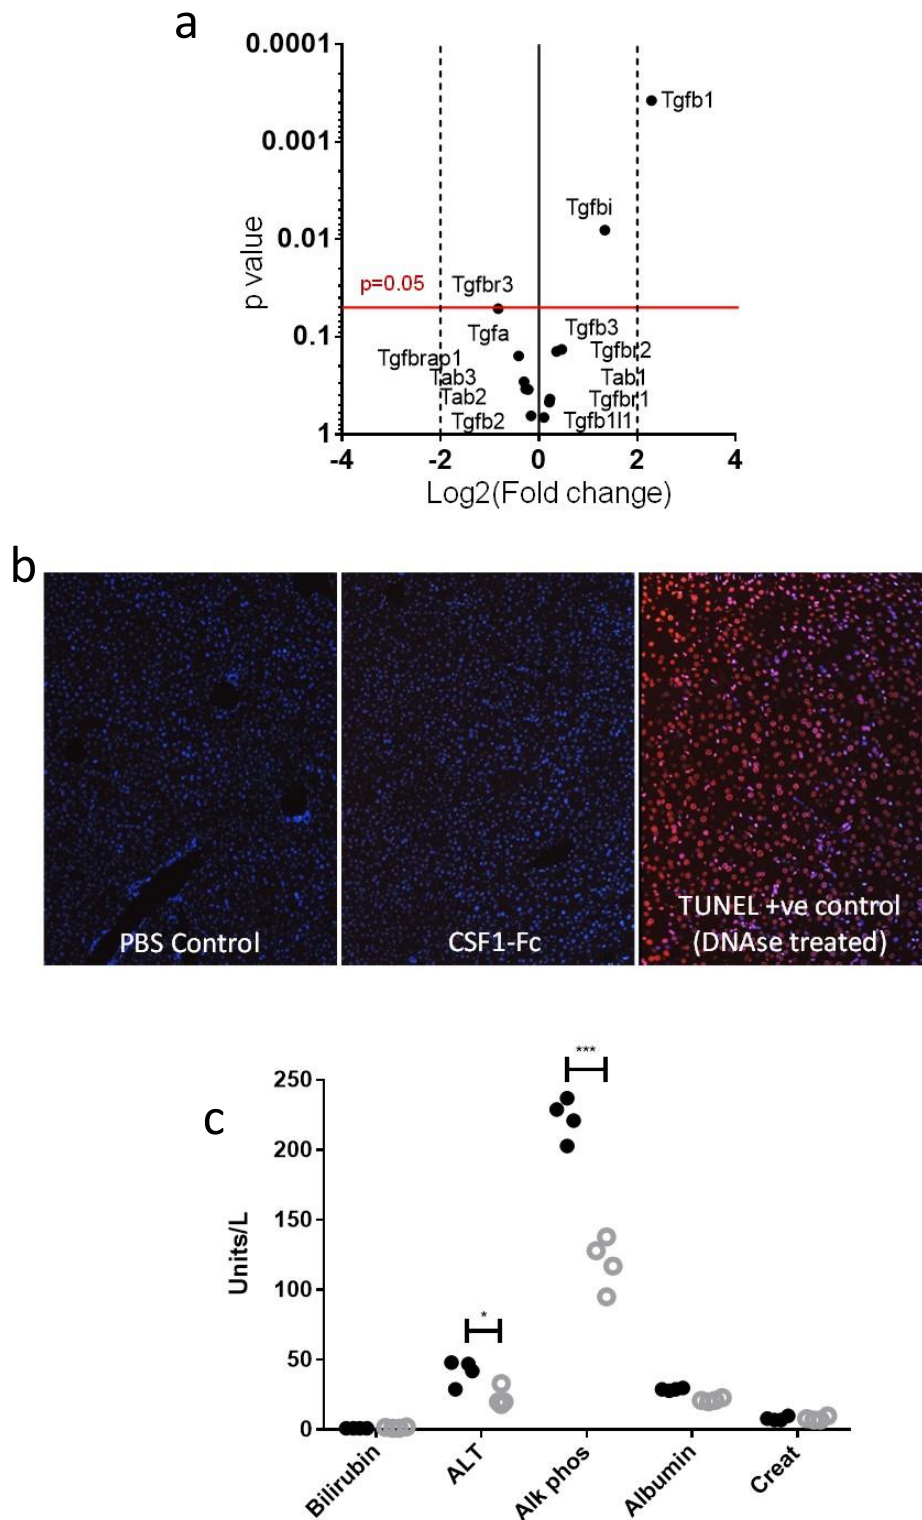 a
0.0001
0.001
0.01
0.1
1
p value
Tgfb1
Tgfbi
p=0.05
Tgfbr3
Tgfa
Tgfb3
Tgfbrap1
Tgfbr2
Tab3
Tab1
Tab2
Tgfbr1
Tgfb2
Tgfb1I1
-4 -2 0 2 4
Log2(Fold change)
b
PBS Control
CSF1-Fc
TUNEL +ve control
(DNAse treated)
c
***
*
250
200
150
100
50
0
Units/L
Bilirubin
ALT
Alk phos
Albumin
Creat